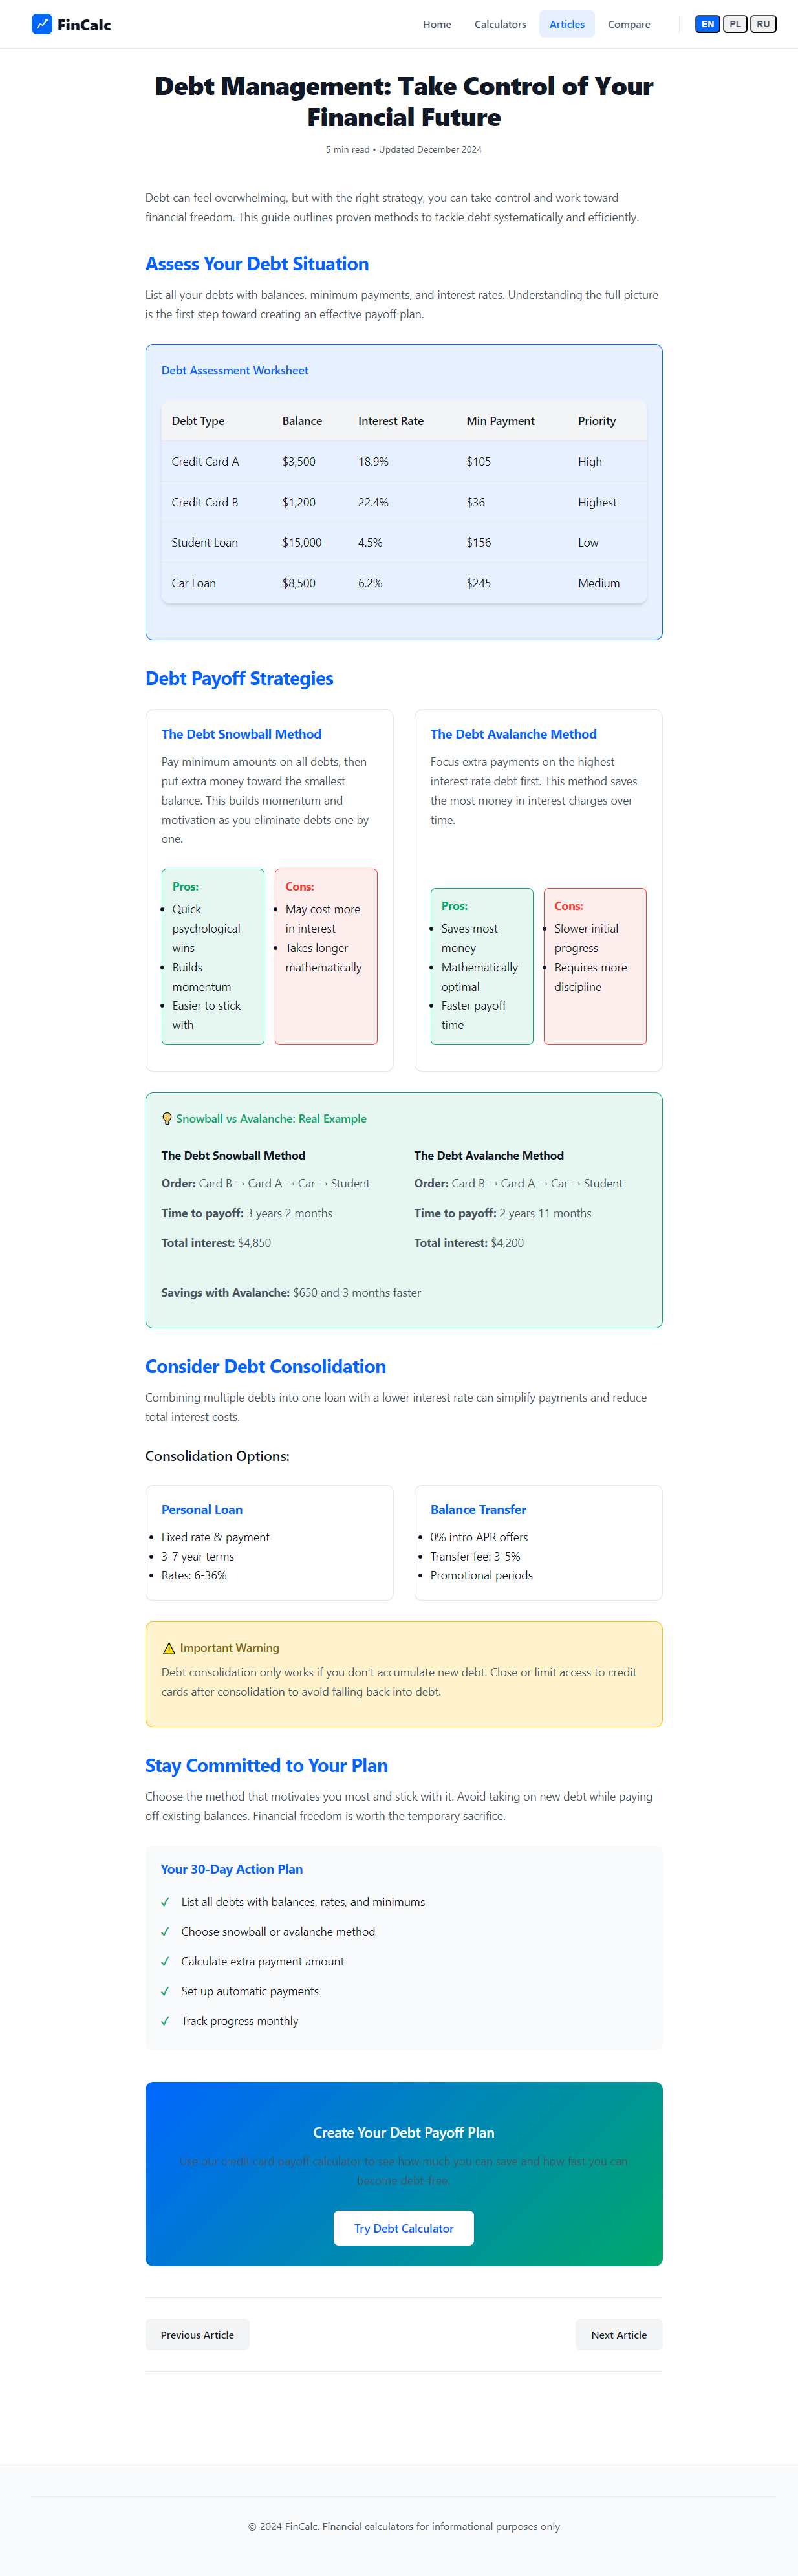 FinCalc
Home Calculators Articles Compare EN PL RU
Debt Management: Take Control of Your
Financial Future
5 min read • Updated December 2024
Debt can feel overwhelming, but with the right strategy, you can take control and work toward
financial freedom. This guide outlines proven methods to tackle debt systematically and efficiently.
Assess Your Debt Situation
List all your debts with balances, minimum payments, and interest rates. Understanding the full picture
is the first step toward creating an effective payoff plan.
Debt Assessment Worksheet
Debt Type Balance Interest Rate Min Payment Priority
Credit Card A $3,500 18.9% $105 High
Credit Card B $1,200 22.4% $36 Highest
Student Loan $15,000 4.5% $156 Low
Car Loan $8,500 6.2% $245 Medium
Debt Payoff Strategies
The Debt Snowball Method
Pay minimum amounts on all debts, then
put extra money toward the smallest
balance. This builds momentum and
motivation as you eliminate debts one by
one.
Pros:
• Quick
psychological
wins
• Builds
momentum
• Easier to stick
with
Cons:
• May cost more
in interest
• Takes longer
mathematically
The Debt Avalanche Method
Focus extra payments on the highest
interest rate debt first. This method saves
the most money in interest charges over
time.
Pros:
• Saves most
money
• Mathematically
optimal
• Faster payoff
time
Cons:
• Slower initial
progress
• Requires more
discipline
💡 Snowball vs Avalanche: Real Example
The Debt Snowball Method
Order: Card B → Card A → Car → Student
Time to payoff: 3 years 2 months
Total interest: $4,850
The Debt Avalanche Method
Order: Card B → Card A → Car → Student
Time to payoff: 2 years 11 months
Total interest: $4,200
Savings with Avalanche: $650 and 3 months faster
Consider Debt Consolidation
Combining multiple debts into one loan with a lower interest rate can simplify payments and reduce
total interest costs.
Consolidation Options:
Personal Loan
• Fixed rate & payment
• 3-7 year terms
• Rates: 6-36%
Balance Transfer
• 0% intro APR offers
• Transfer fee: 3-5%
• Promotional periods
⚠ Important Warning
Debt consolidation only works if you don't accumulate new debt. Close or limit access to credit
cards after consolidation to avoid falling back into debt.
Stay Committed to Your Plan
Choose the method that motivates you most and stick with it. Avoid taking on new debt while paying
off existing balances. Financial freedom is worth the temporary sacrifice.
Your 30-Day Action Plan
✓ List all debts with balances, rates, and minimums
✓ Choose snowball or avalanche method
✓ Calculate extra payment amount
✓ Set up automatic payments
✓ Track progress monthly
Create Your Debt Payoff Plan
Use our credit card payoff calculator to see how much you can save and how fast you can
become debt-free.
Try Debt Calculator
Previous Article Next Article
© 2024 FinCalc. Financial calculators for informational purposes only